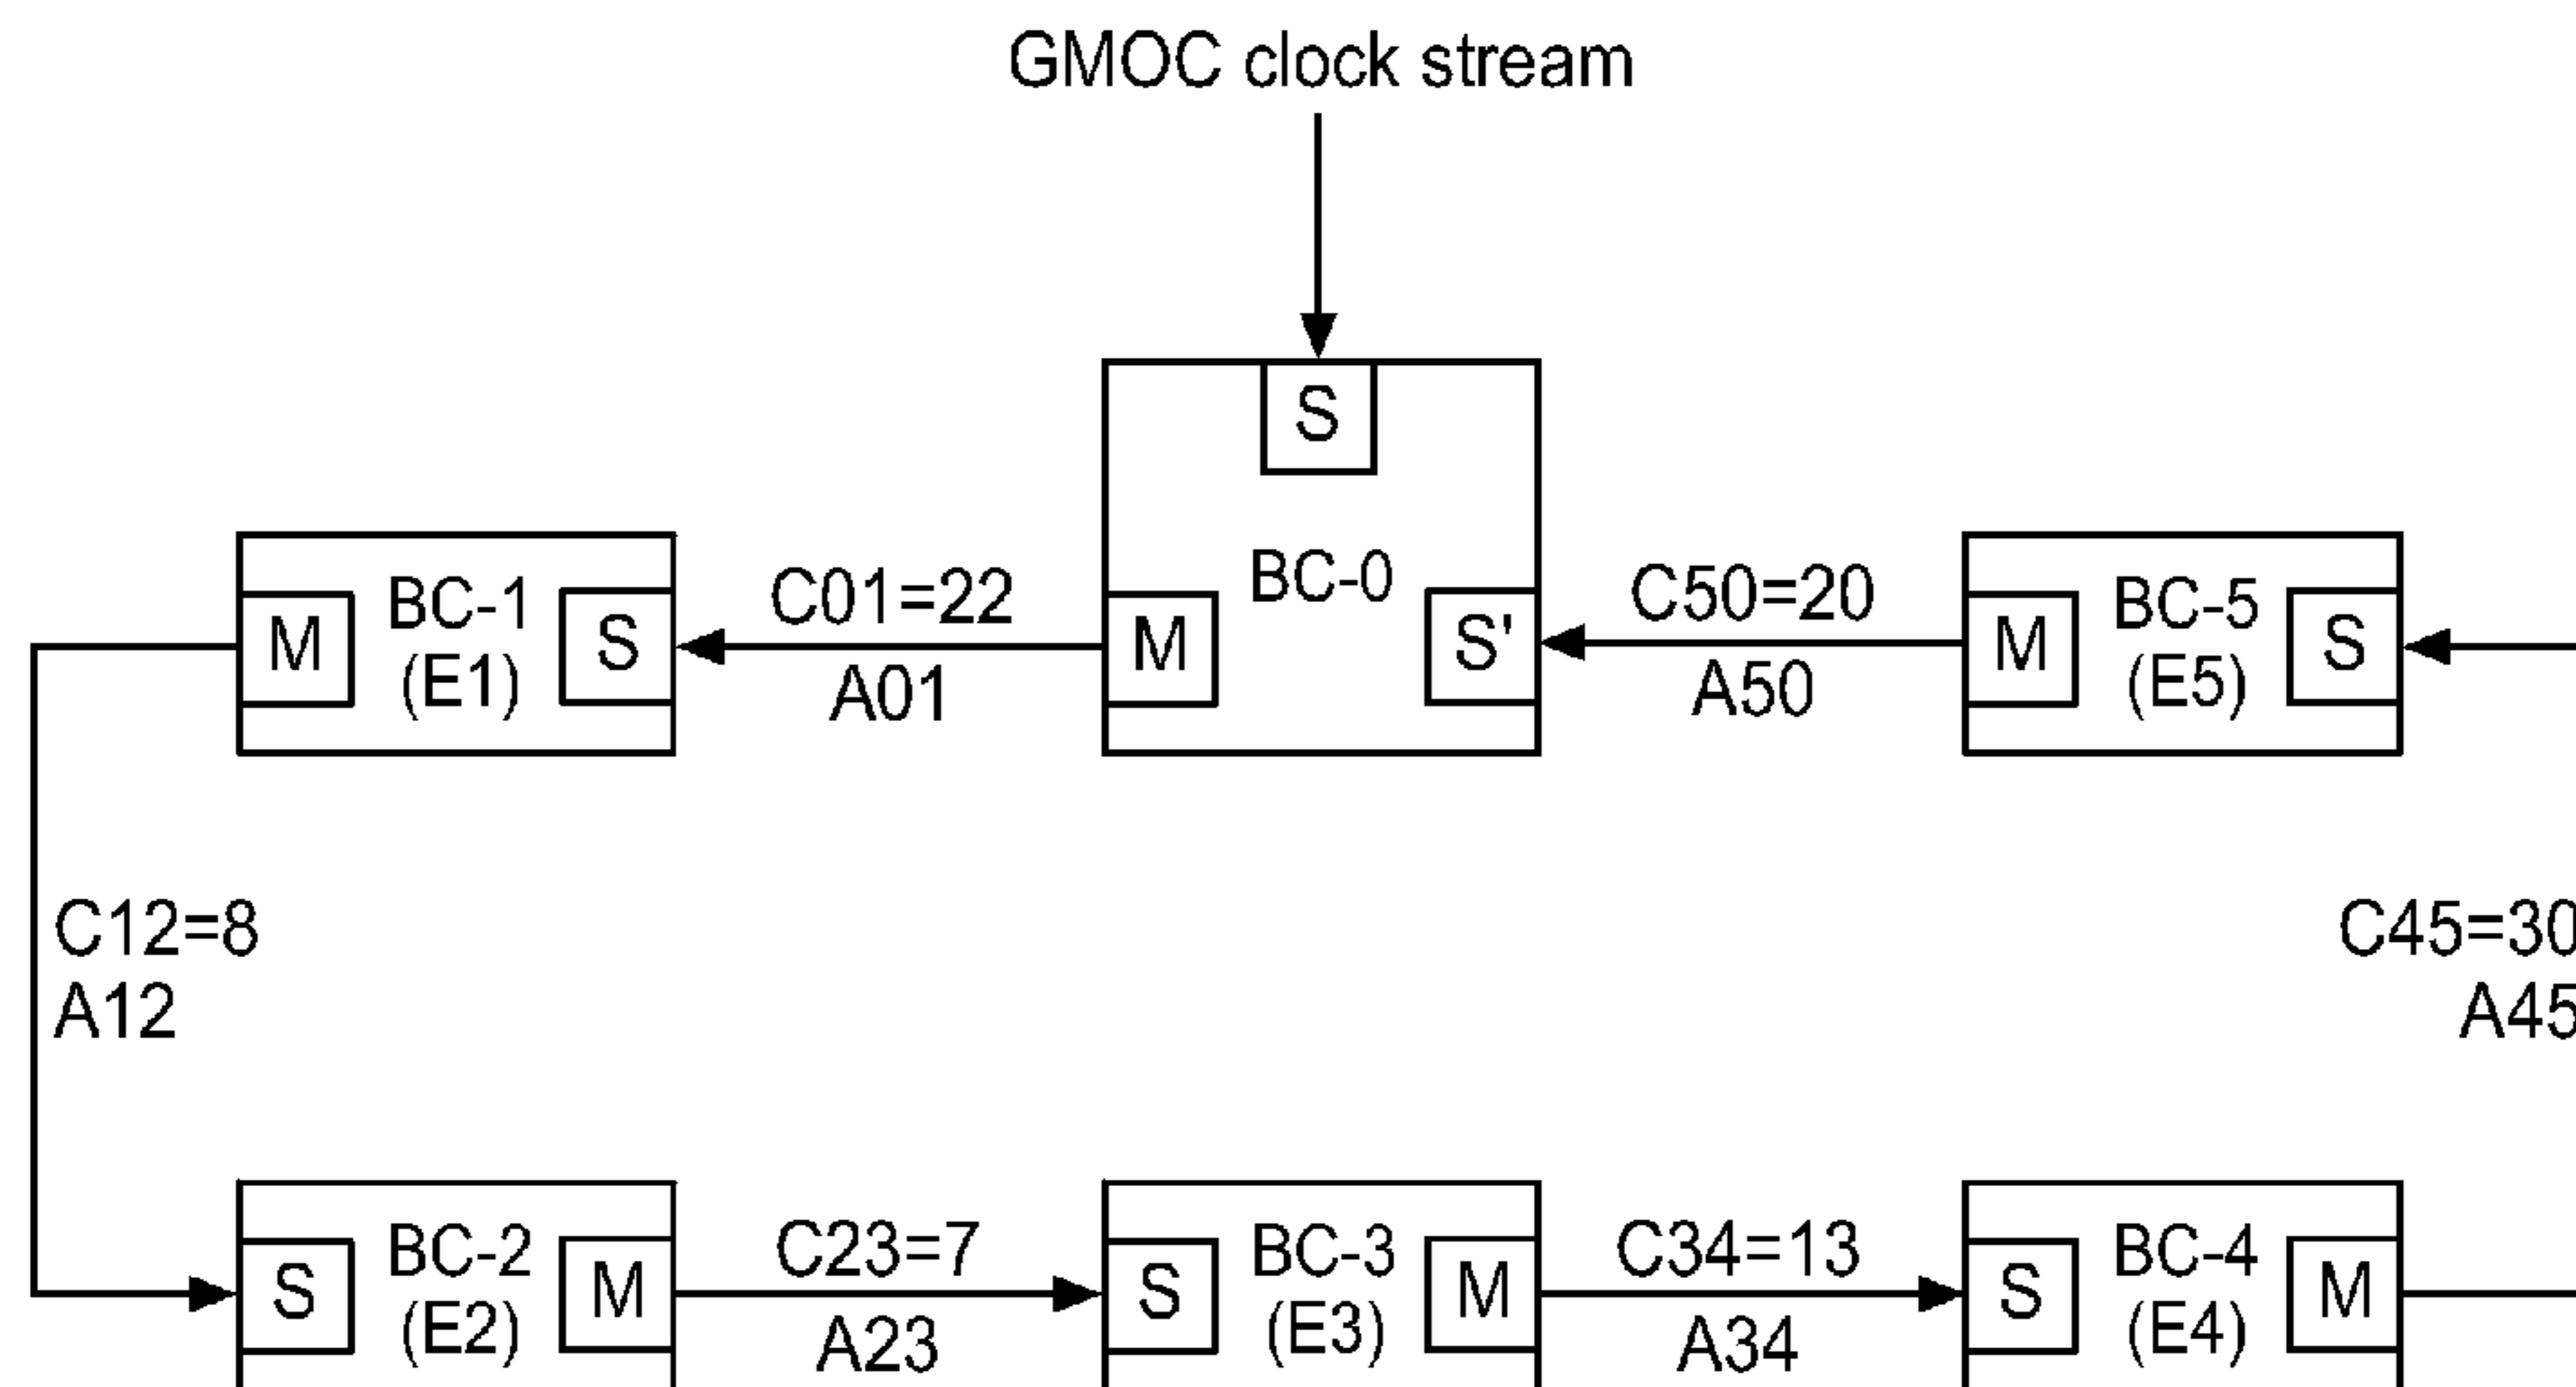 GMOC clock stream
S
BC-0
M
S'
BC-1
(E1)
M
S
C01=22
A01
C50=20
A50
BC-5
(E5)
M
S
C12=8
A12
C45=30
A45
BC-2
(E2)
S
M
C23=7
A23
BC-3
(E3)
S
M
C34=13
A34
BC-4
(E4)
S
M